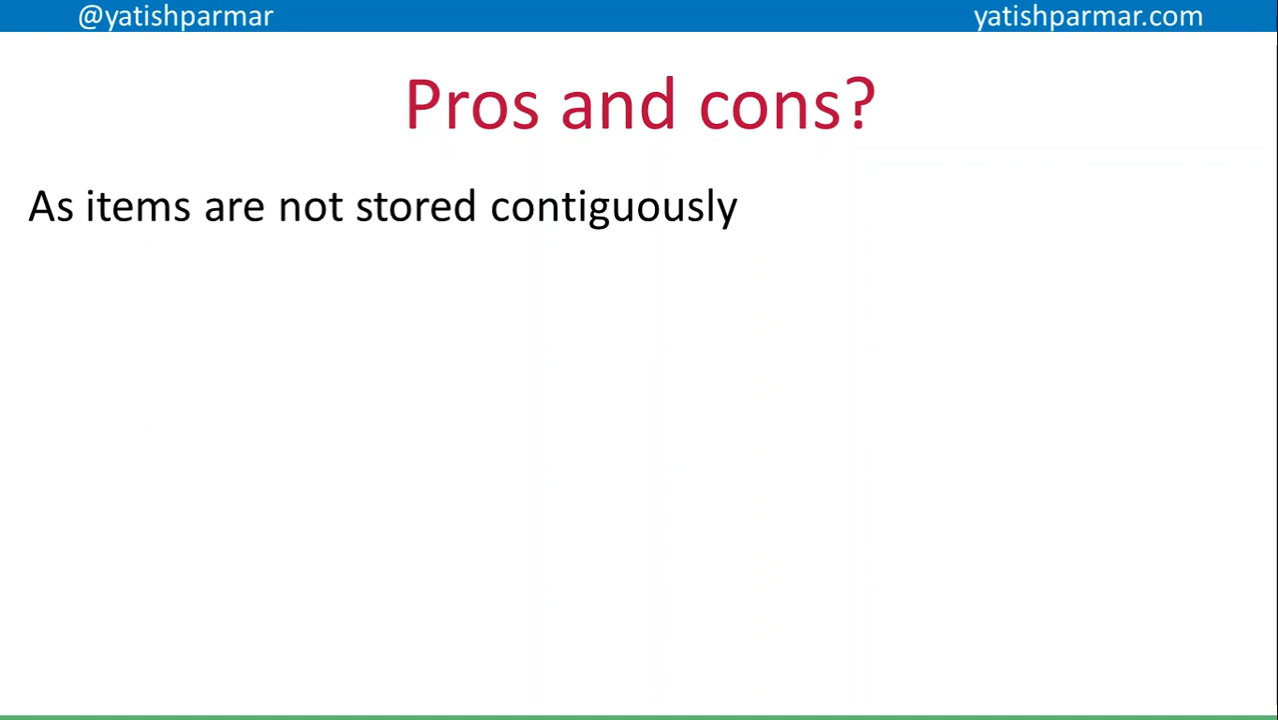 @yatishparmar
yatishparmar.com
Pros and cons?
As items are not stored contiguously